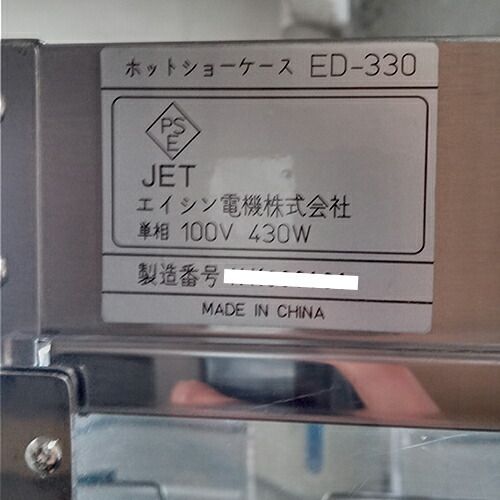 ホットショーケース ED-330
PS
E
JET
エイシン電機株式会社
単相 100V 430W
製造番号
MADE IN CHINA